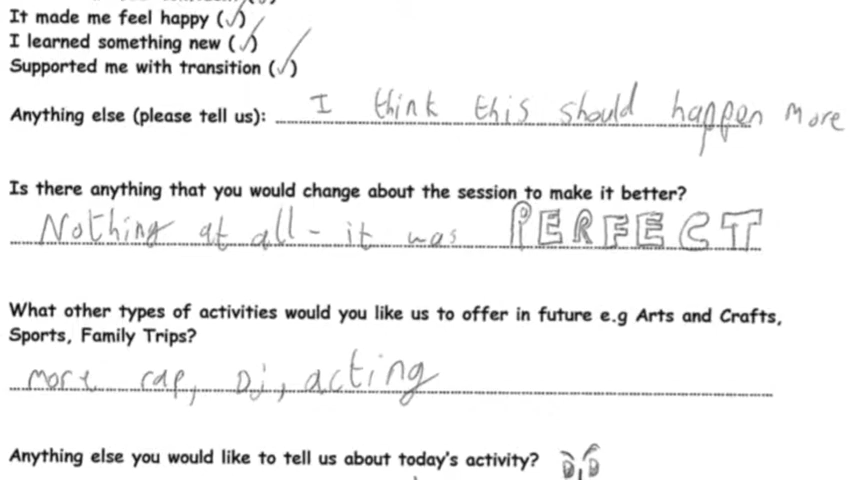 It made me feel happy (✓)
I learned something new (✓)
Supported me with transition (✓)
Anything else (please tell us): I think this should happen more
Is there anything that you would change about the session to make it better?
Nothing at all - it was PERFECT
What other types of activities would you like us to offer in future e.g Arts and Crafts,
Sports, Family Trips?
more rap, Dj, acting
Anything else you would like to tell us about today's activity?